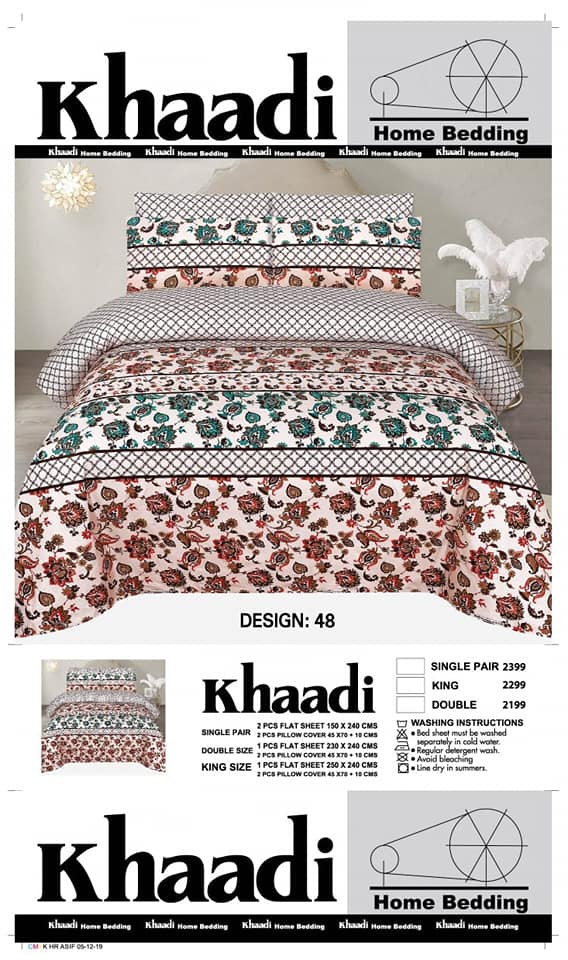 Khaadi
Home Bedding
Khaadi Home Bedding Khaadi Home Bedding Khaadi Home Bedding Khaadi Home Bedding Khaadi Home Bedding
DESIGN: 48
Khaadi
SINGLE PAIR 2 PCS FLAT SHEET 150 X 240 CMS
2 PCS PILLOW COVER 45 X70 + 10 CMS
DOUBLE SIZE 1 PCS FLAT SHEET 230 X 240 CMS
2 PCS PILLOW COVER 45 X70 + 10 CMS
KING SIZE 1 PCS FLAT SHEET 250 X 240 CMS
2 PCS PILLOW COVER 45 X70 + 10 CMS
SINGLE PAIR 2399
KING 2299
DOUBLE 2199
WASHING INSTRUCTIONS
● Bed sheet must be washed
separately in cold water.
● Regular detergent wash.
● Avoid bleaching
● Line dry in summers.
Khaadi
Home Bedding
Khaadi Home Bedding Khaadi Home Bedding Khaadi Home Bedding Khaadi Home Bedding Khaadi Home Bedding
CMYK HR ASIF 05-12-19